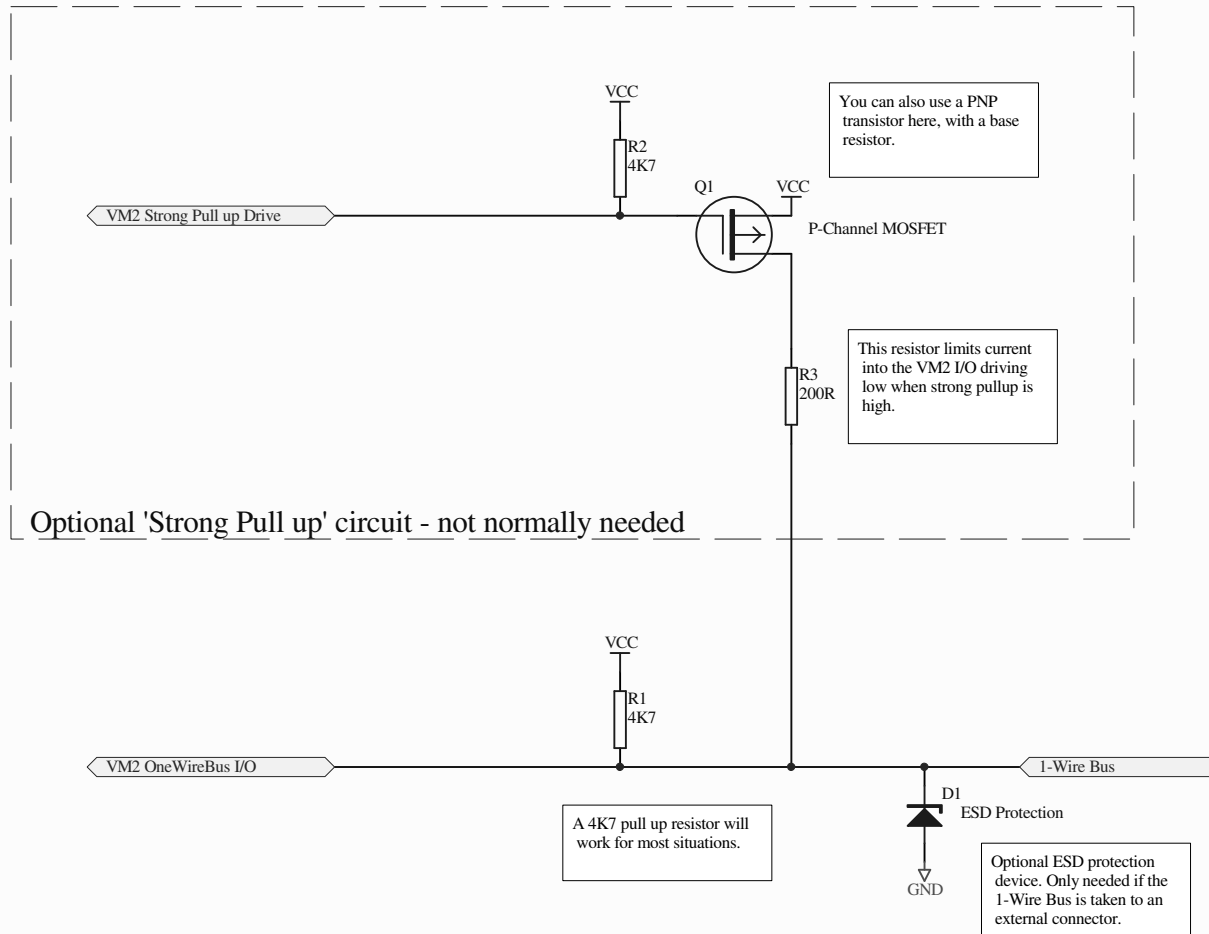 VCC
You can also use a PNP
transistor here, with a base
resistor.
R2
4K7
Q1
VCC
VM2 Strong Pull up Drive
P-Channel MOSFET
This resistor limits current
into the VM2 I/O driving
low when strong pullup is
high.
R3
200R
Optional 'Strong Pull up' circuit - not normally needed
VCC
R1
4K7
VM2 OneWireBus I/O
1-Wire Bus
D1
ESD Protection
A 4K7 pull up resistor will
work for most situations.
Optional ESD protection
device. Only needed if the
1-Wire Bus is taken to an
external connector.
GND